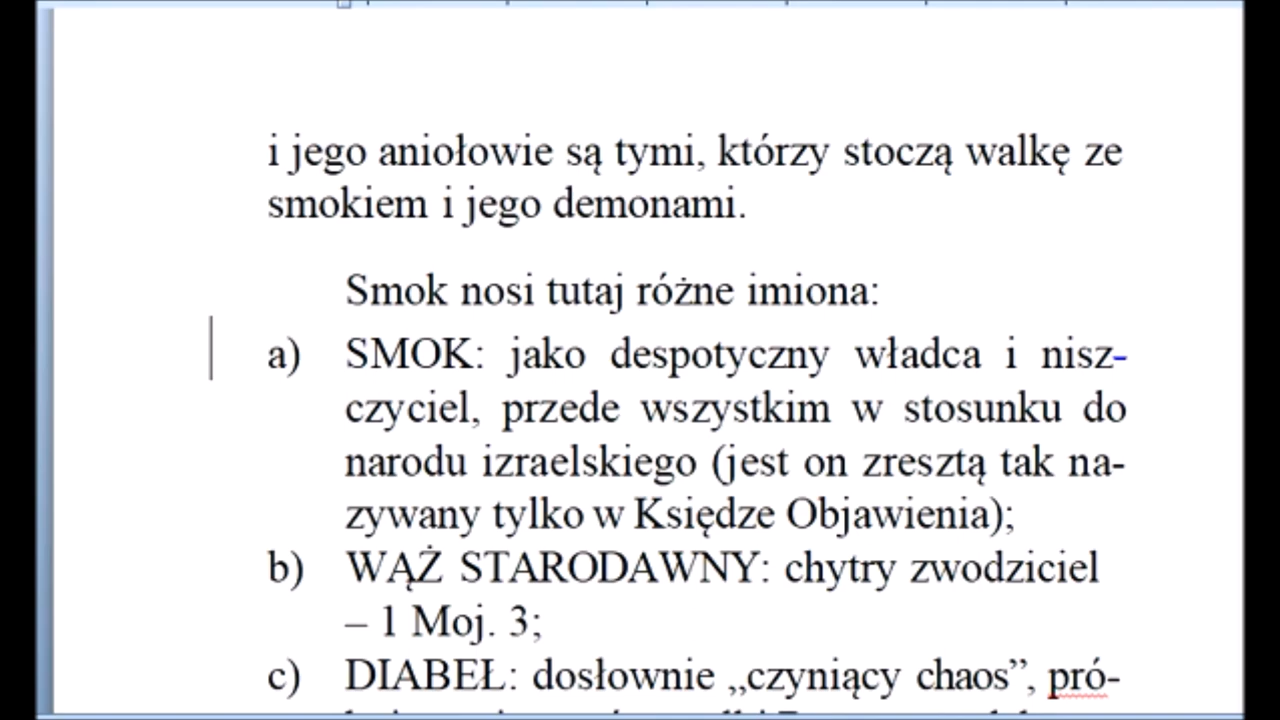 i jego aniołowie są tymi, którzy stoczą walkę ze
smokiem i jego demonami.
Smok nosi tutaj różne imiona:
a) SMOK: jako despotyczny władca i nisz-
czyciel, przede wszystkim w stosunku do
narodu izraelskiego (jest on zresztą tak na-
zywany tylko w Księdze Objawienia);
b) WĄŻ STARODAWNY: chytry zwodziciel
– 1 Moj. 3;
c) DIABEŁ: dosłownie „czyniący chaos”, pró-